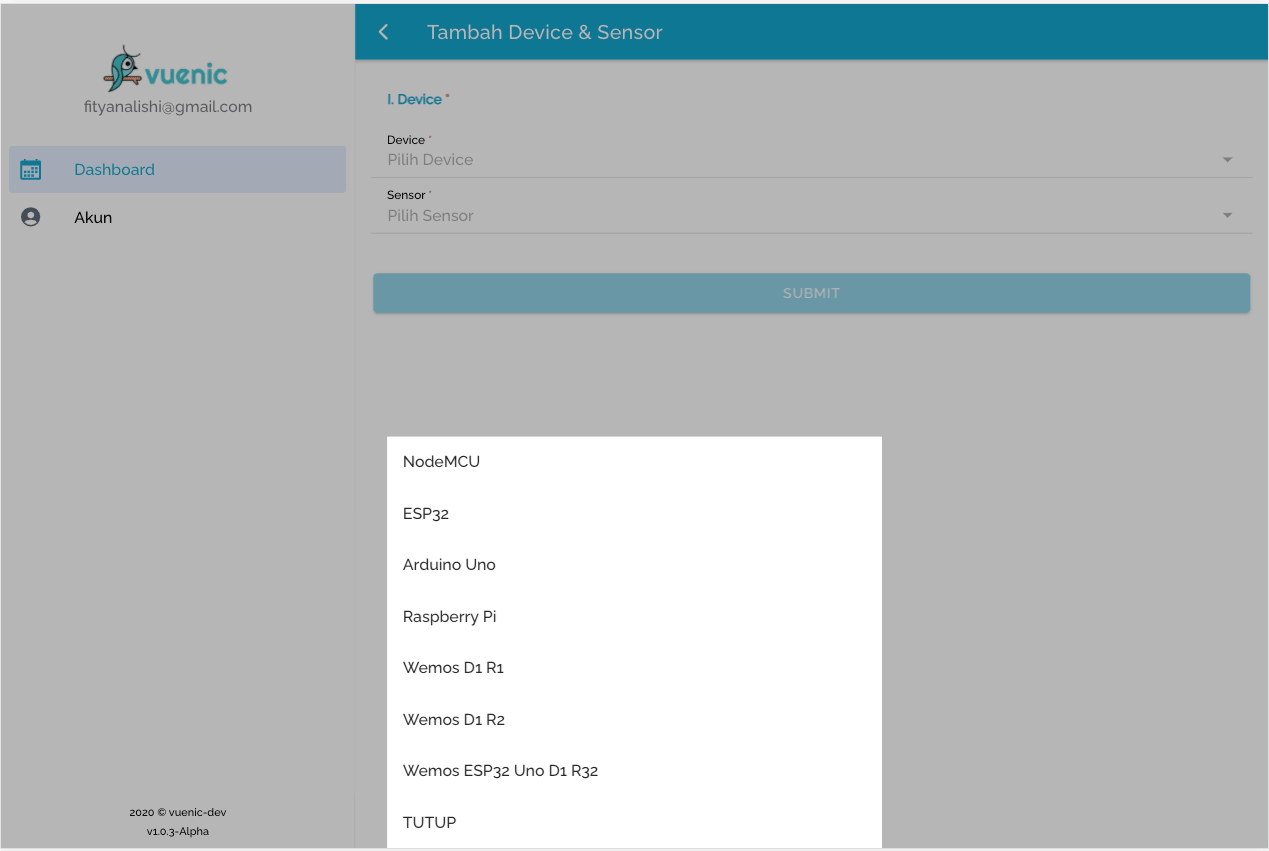 vuenic
fityanalishi@gmail.com
Dashboard
Akun
2020 © vuenic-dev
v1.0.3-Alpha
Tambah Device & Sensor
I. Device *
Device *
Pilih Device
Sensor *
Pilih Sensor
SUBMIT
NodeMCU
ESP32
Arduino Uno
Raspberry Pi
Wemos D1 R1
Wemos D1 R2
Wemos ESP32 Uno D1 R32
TUTUP